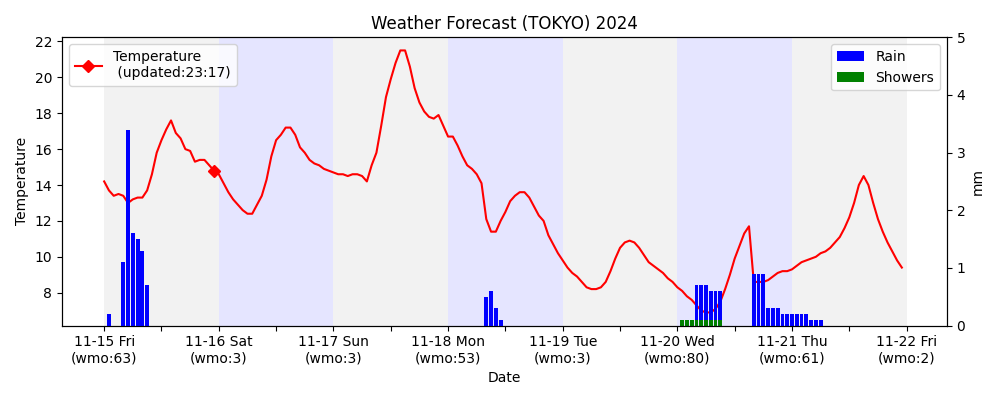 Weather Forecast (TOKYO) 2024
Temperature
(updated:23:17)
Rain
Showers
22
20
18
16
14
12
10
8
Temperature
5
4
3
2
1
0
mm
11-15 Fri
(wmo:63)
11-16 Sat
(wmo:3)
11-17 Sun
(wmo:3)
11-18 Mon
(wmo:53)
11-19 Tue
(wmo:3)
11-20 Wed
(wmo:80)
11-21 Thu
(wmo:61)
11-22 Fri
(wmo:2)
Date